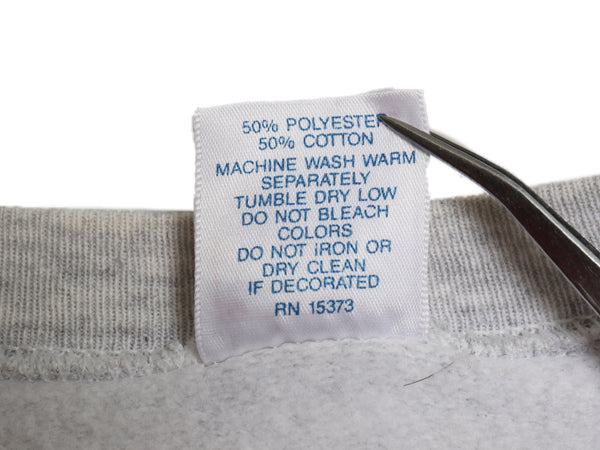 50% POLYESTER
50% COTTON
MACHINE WASH WARM
SEPARATELY
TUMBLE DRY LOW
DO NOT BLEACH
COLORS
DO NOT IRON OR
DRY CLEAN
IF DECORATED
RN 15373